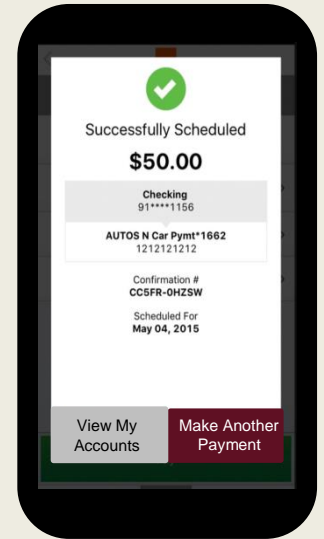 Successfully Scheduled
$50.00
Checking
91****1156
AUTOS N Car Pymt*1662
1212121212
Confirmation #
CC5FR-0HZSW
Scheduled For
May 04, 2015
View My
Accounts
Make Another
Payment